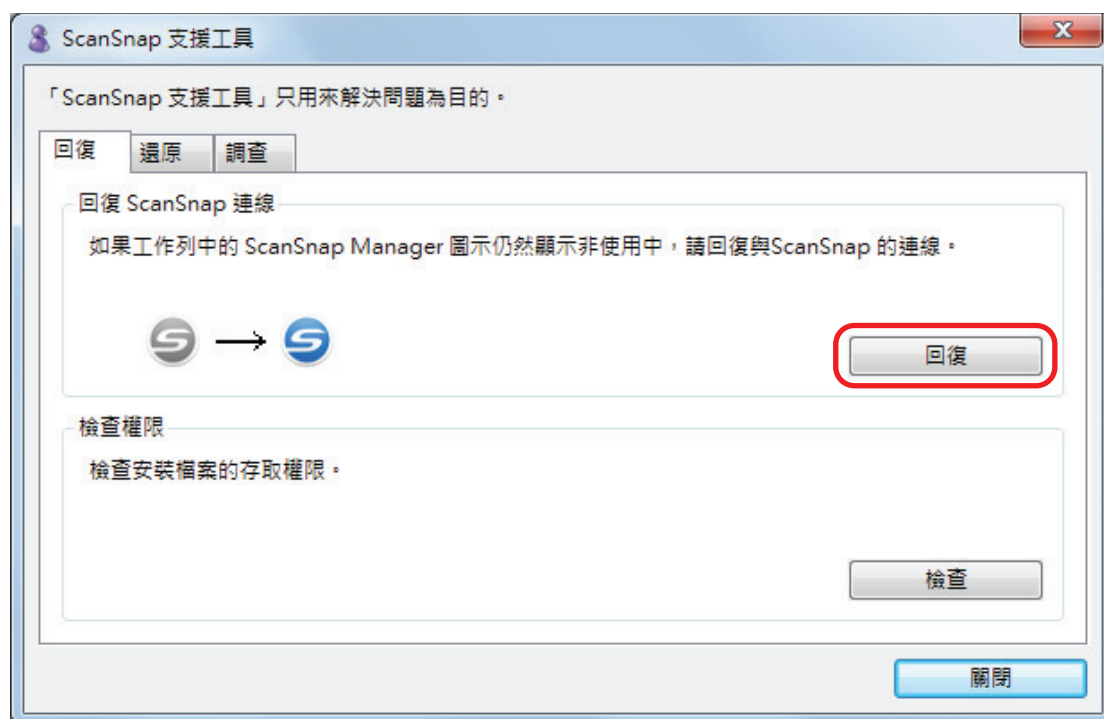 ScanSnap 支援工具
「ScanSnap 支援工具」只用來解決問題為目的。
回復 還原 調查
回復 ScanSnap 連線
如果工作列中的 ScanSnap Manager 圖示仍然顯示非使用中，請回復與ScanSnap 的連線。
回復
檢查權限
檢查安裝檔案的存取權限。
檢查
關閉